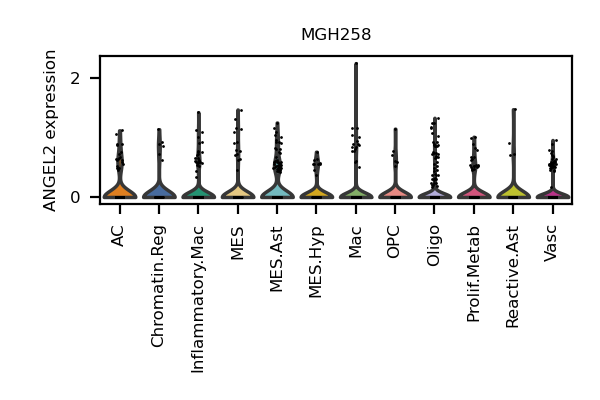 MGH258
ANGEL2 expression
2
0
AC
Chromatin.Reg
Inflammatory.Mac
MES
MES.Ast
MES.Hyp
Mac
OPC
Oligo
Prolif.Metab
Reactive.Ast
Vasc